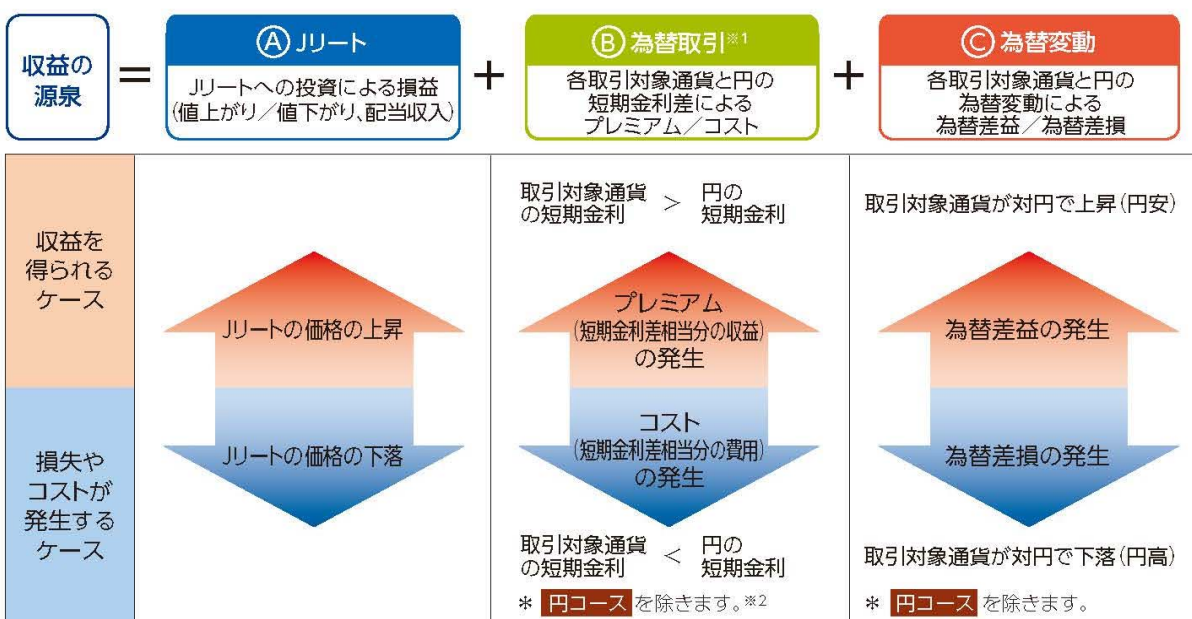 収益の
源泉
=
Ⓐ Jリート
Jリートへの投資による損益
(値上がり/値下がり、配当収入)
+
Ⓑ 為替取引※1
各取引対象通貨と円の
短期金利差による
プレミアム/コスト
+
Ⓒ 為替変動
各取引対象通貨と円の
為替変動による
為替差益/為替差損
収益を
得られる
ケース
Jリートの価格の上昇
取引対象通貨の短期金利 > 円の短期金利
プレミアム
(短期金利差相当分の収益)
の発生
取引対象通貨が対円で上昇(円安)
為替差益の発生
損失や
コストが
発生する
ケース
Jリートの価格の下落
コスト
(短期金利差相当分の費用)
の発生
取引対象通貨の短期金利 < 円の短期金利
* 円コース を除きます。※2
為替差損の発生
取引対象通貨が対円で下落(円高)
* 円コース を除きます。